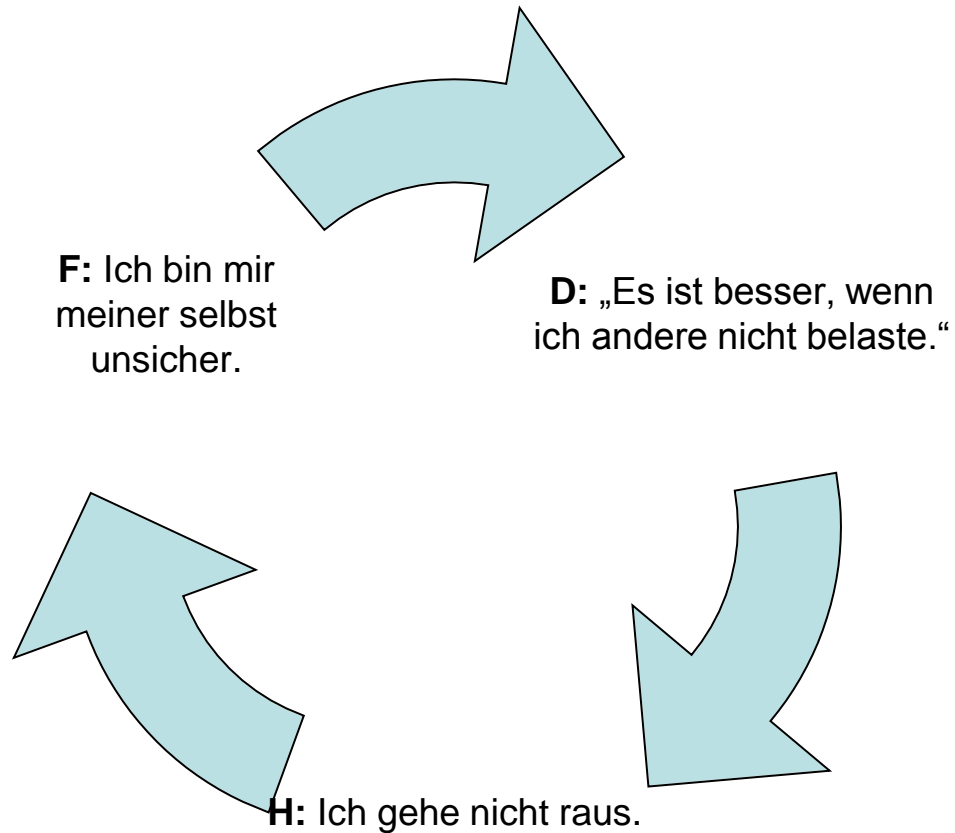 F: Ich bin mir
meiner selbst
unsicher.
D: „Es ist besser, wenn
ich andere nicht belaste.“
H: Ich gehe nicht raus.